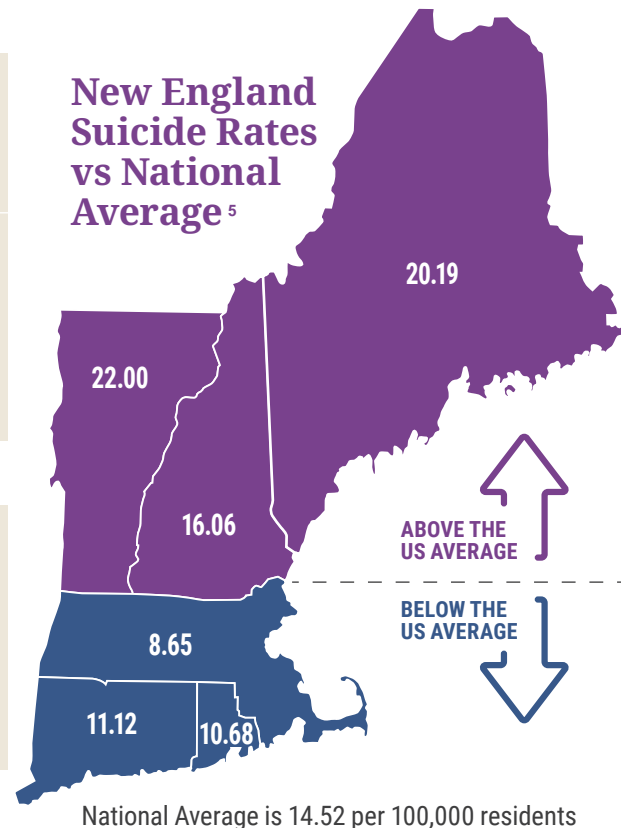 New England
Suicide Rates
vs National
Average 5
20.19
22.00
16.06
ABOVE THE
US AVERAGE
BELOW THE
US AVERAGE
8.65
11.12
10.68
National Average is 14.52 per 100,000 residents